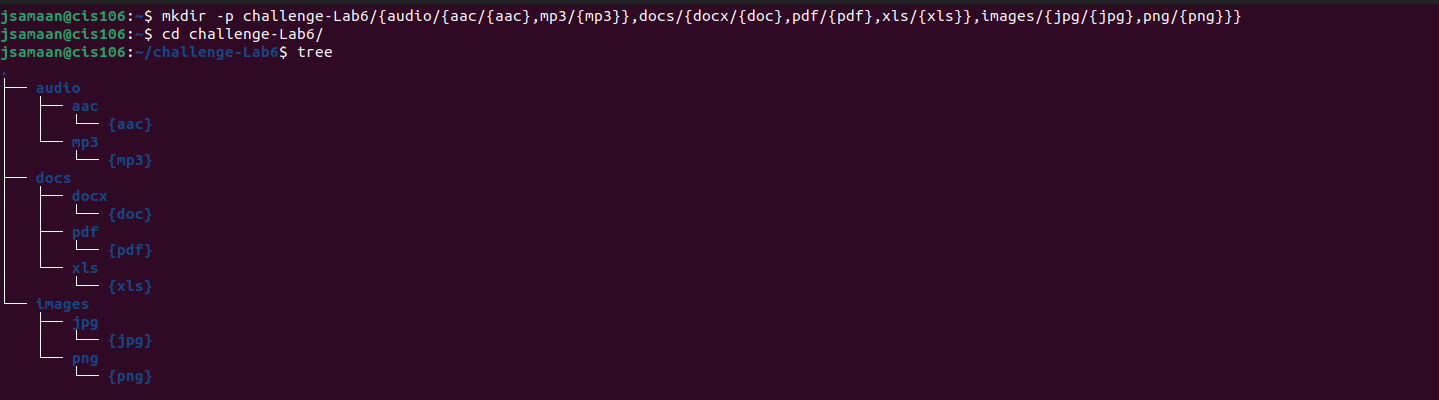 jsamaan@cis106:~$ mkdir -p challenge-Lab6/{audio/{aac/{aac},mp3/{mp3}},docs/{docx/{doc},pdf/{pdf},xls/{xls}},images/{jpg/{jpg},png/{png}}}
jsamaan@cis106:~$ cd challenge-Lab6/
jsamaan@cis106:~/challenge-Lab6$ tree
.
├── audio
│   ├── aac
│   │   └── {aac}
│   └── mp3
│       └── {mp3}
├── docs
│   ├── docx
│   │   └── {doc}
│   ├── pdf
│   │   └── {pdf}
│   └── xls
│       └── {xls}
└── images
    ├── jpg
    │   └── {jpg}
    └── png
        └── {png}